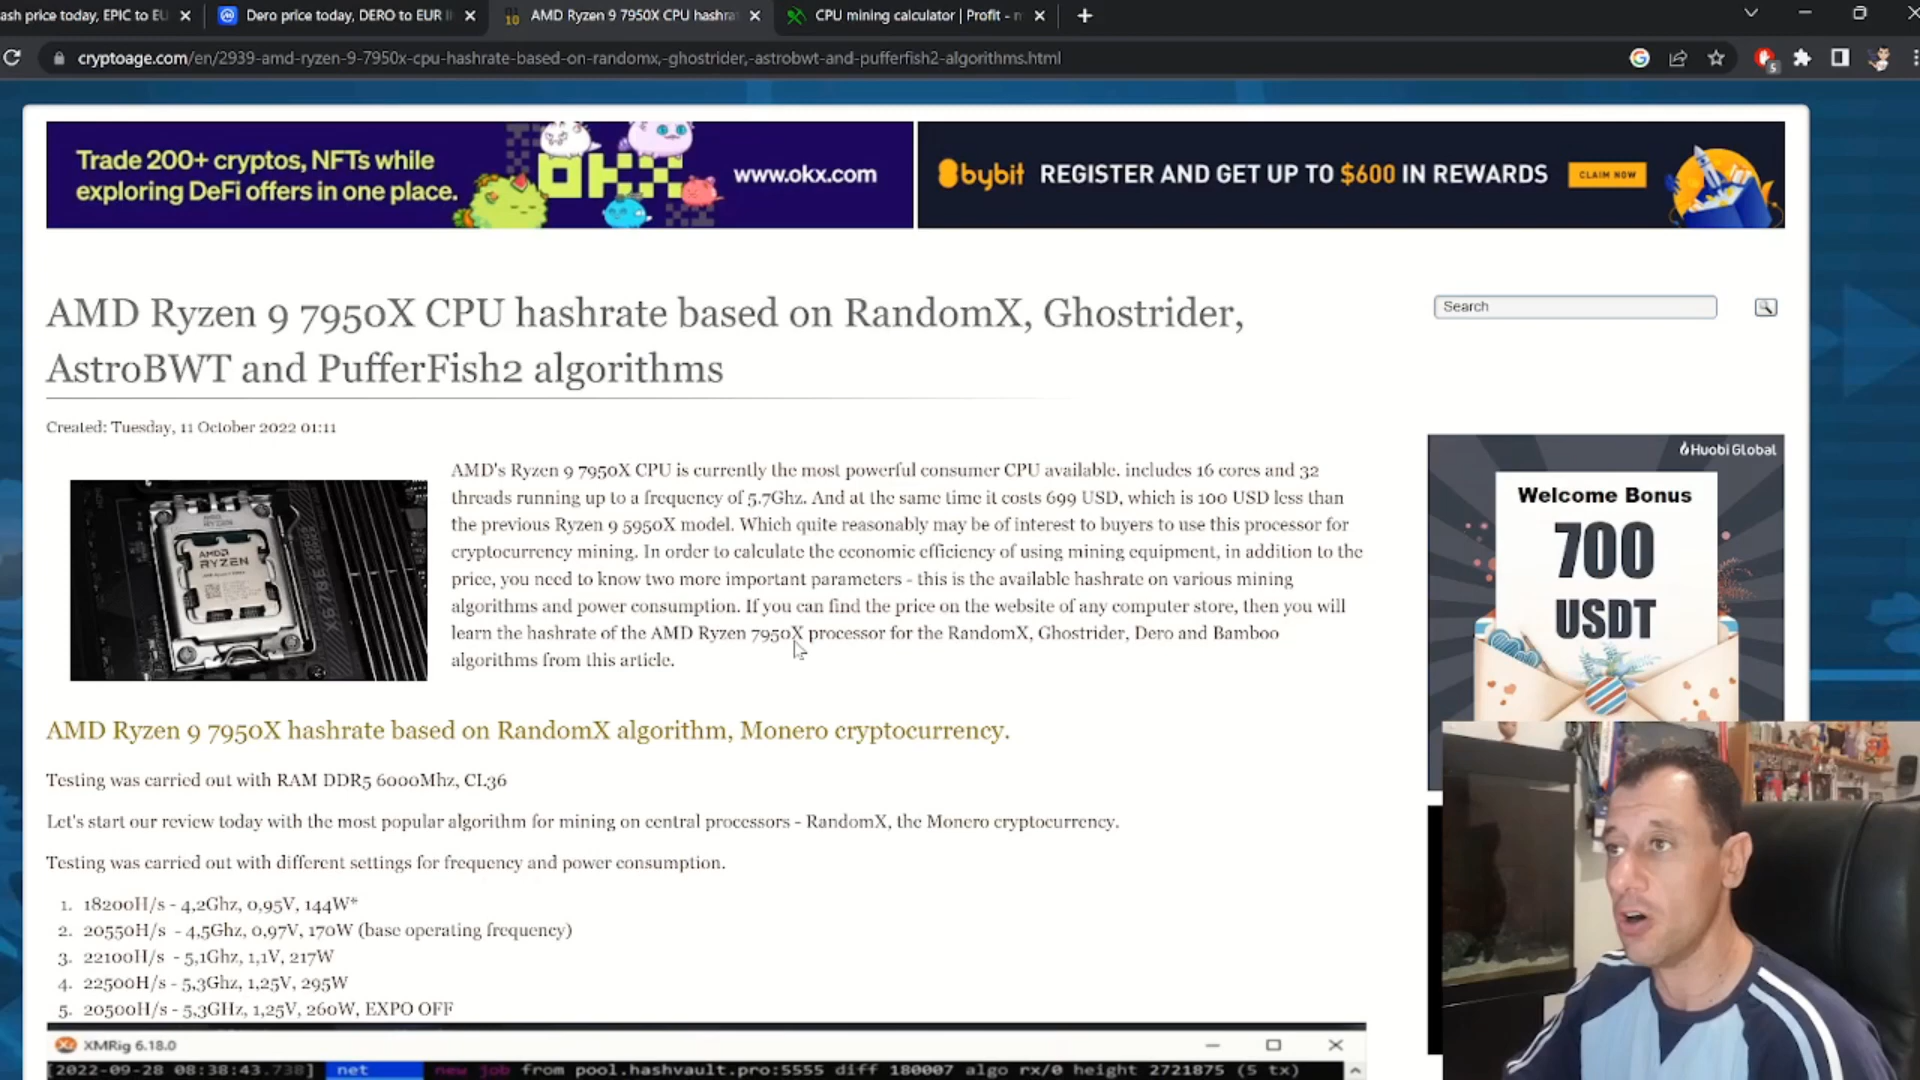 ash price today, EPIC to EU
Dero price today, DERO to EUR li
AMD Ryzen 9 7950X CPU hashra
CPU mining calculator | Profit - m
cryptoage.com/en/2939-amd-ryzen-9-7950x-cpu-hashrate-based-on-randomx,-ghostrider,-astrobwt-and-pufferfish2-algorithms.html
5
Trade 200+ cryptos, NFTs while
exploring DeFi offers in one place.
OKX
www.okx.com
bybit REGISTER AND GET UP TO $600 IN REWARDS CLAIM NOW
AMD Ryzen 9 7950X CPU hashrate based on RandomX, Ghostrider,
AstroBWT and PufferFish2 algorithms
Search
Created: Tuesday, 11 October 2022 01:11
AMD's Ryzen 9 7950X CPU is currently the most powerful consumer CPU available. includes 16 cores and 32
threads running up to a frequency of 5.7Ghz. And at the same time it costs 699 USD, which is 100 USD less than
the previous Ryzen 9 5950X model. Which quite reasonably may be of interest to buyers to use this processor for
cryptocurrency mining. In order to calculate the economic efficiency of using mining equipment, in addition to the
price, you need to know two more important parameters - this is the available hashrate on various mining
algorithms and power consumption. If you can find the price on the website of any computer store, then you will
learn the hashrate of the AMD Ryzen 7950X processor for the RandomX, Ghostrider, Dero and Bamboo
algorithms from this article.
AMD
RYZEN
X670E
Huobi Global
Welcome Bonus
700
USDT
AMD Ryzen 9 7950X hashrate based on RandomX algorithm, Monero cryptocurrency.
Testing was carried out with RAM DDR5 6000Mhz, CL36
Let's start our review today with the most popular algorithm for mining on central processors - RandomX, the Monero cryptocurrency.
Testing was carried out with different settings for frequency and power consumption.
1. 18200H/s - 4,2Ghz, 0,95V, 144W*
2. 20550H/s - 4,5Ghz, 0,97V, 170W (base operating frequency)
3. 22100H/s - 5,1Ghz, 1,1V, 217W
4. 22500H/s - 5,3Ghz, 1,25V, 295W
5. 20500H/s - 5,3GHz, 1,25V, 260W, EXPO OFF
XMRig 6.18.0
[2022-09-28 08:38:43.738] net new job from pool.hashvault.pro:5555 diff 180007 algo rx/0 height 2721875 (5 tx)